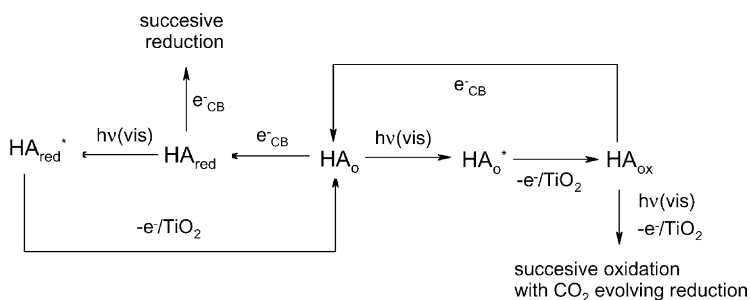 succesive
reduction
e⁻CB
e⁻CB
HAred*
hν(vis)
HAred
e⁻CB
HAo
hν(vis)
HAo*
-e⁻/TiO2
HAox
-e⁻/TiO2
hν(vis)
-e⁻/TiO2
succesive oxidation
with CO2 evolving reduction